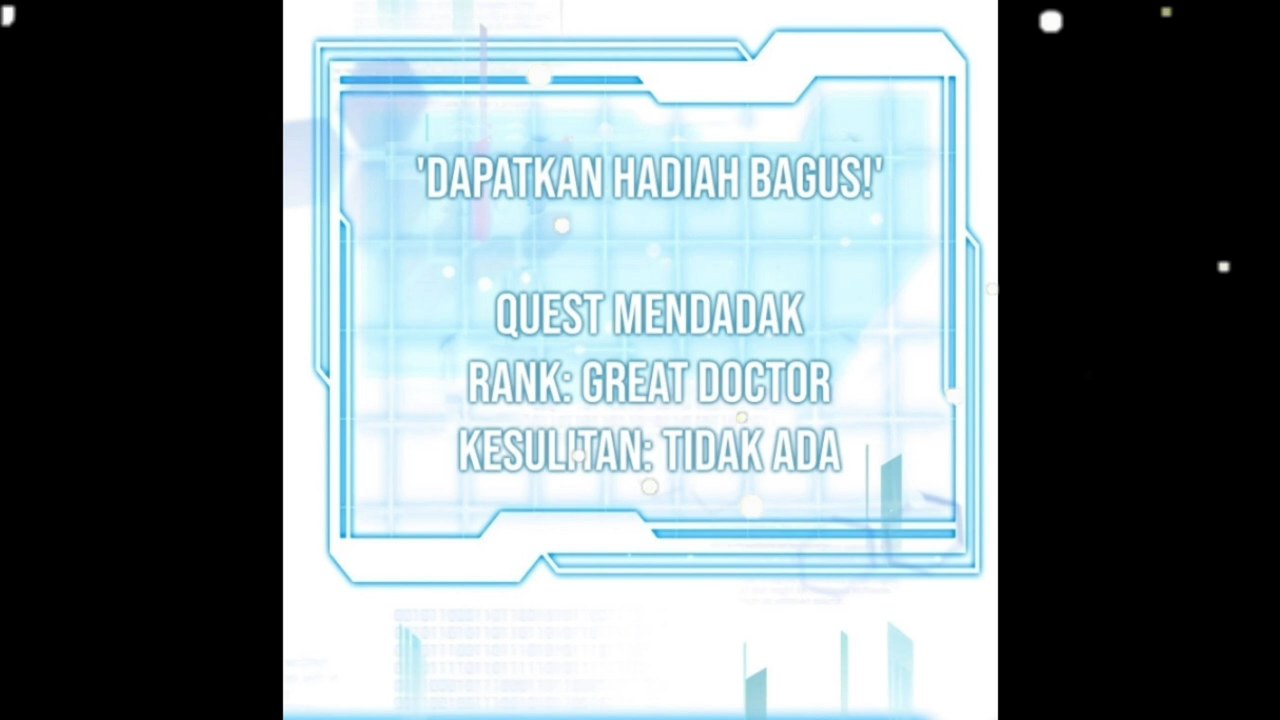 'DAPATKAN HADIAH BAGUS!'
QUEST MENDADAK
RANK: GREAT DOCTOR
KESULITAN: TIDAK ADA